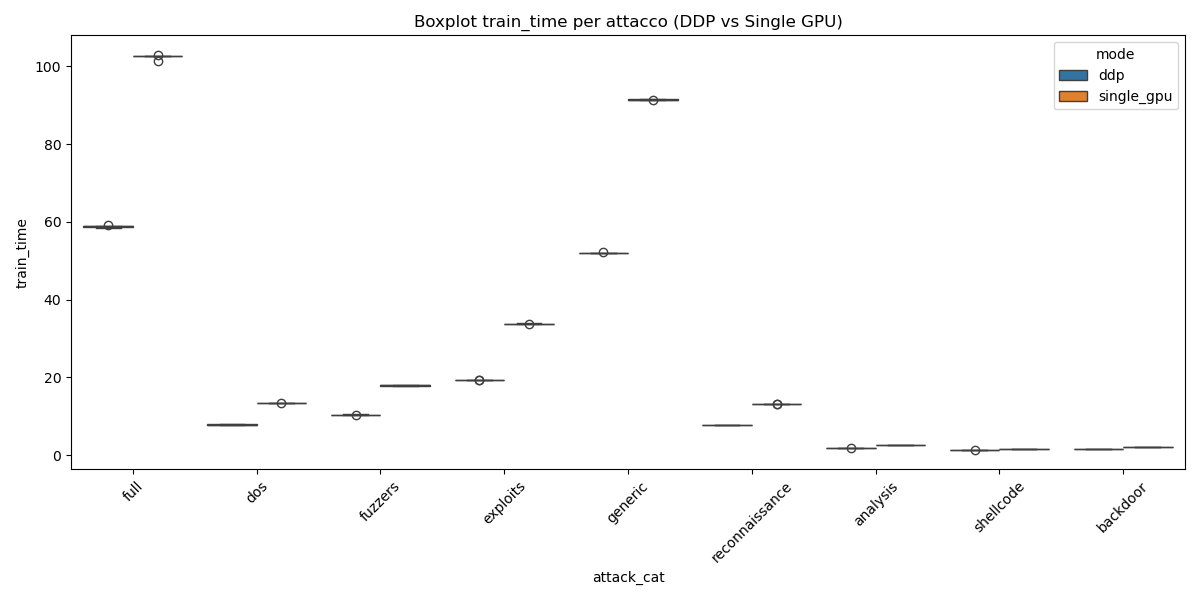 Boxplot train_time per attacco (DDP vs Single GPU)
mode
ddp
single_gpu
train_time
100
80
60
40
20
0
full
dos
fuzzers
exploits
generic
reconnaissance
analysis
shellcode
backdoor
attack_cat